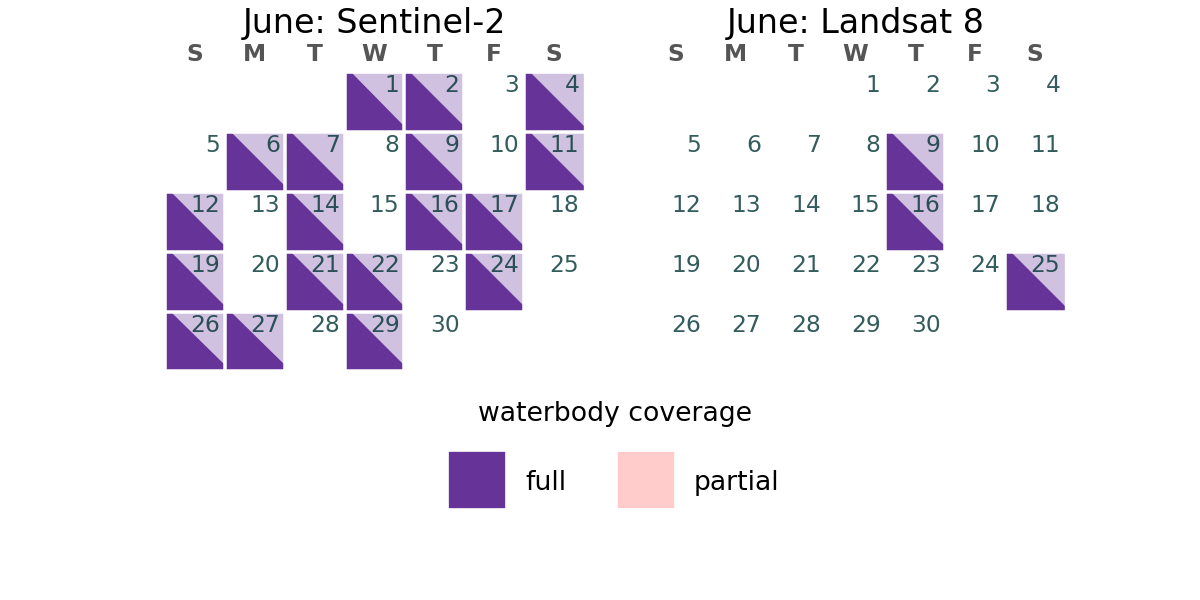 June: Sentinel-2
S M T W T F S
1 2 3 4
5 6 7 8 9 10 11
12 13 14 15 16 17 18
19 20 21 22 23 24 25
26 27 28 29 30
June: Landsat 8
S M T W T F S
1 2 3 4
5 6 7 8 9 10 11
12 13 14 15 16 17 18
19 20 21 22 23 24 25
26 27 28 29 30
waterbody coverage
full partial